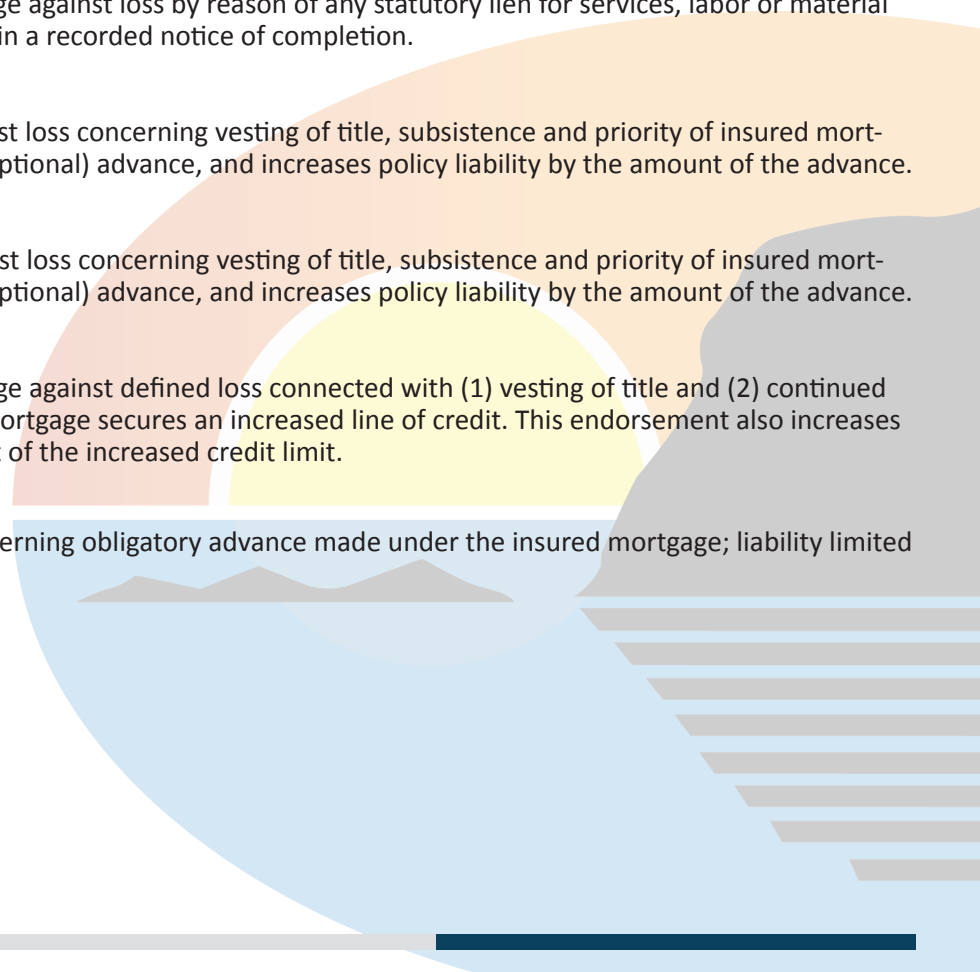 ge against loss by reason of any statutory lien for services, labor or material
in a recorded notice of completion.
st loss concerning vesting of title, subsistence and priority of insured mort-
ptional) advance, and increases policy liability by the amount of the advance.
st loss concerning vesting of title, subsistence and priority of insured mort-
ptional) advance, and increases policy liability by the amount of the advance.
ge against defined loss connected with (1) vesting of title and (2) continued
ortgage secures an increased line of credit. This endorsement also increases
of the increased credit limit.
erning obligatory advance made under the insured mortgage; liability limited